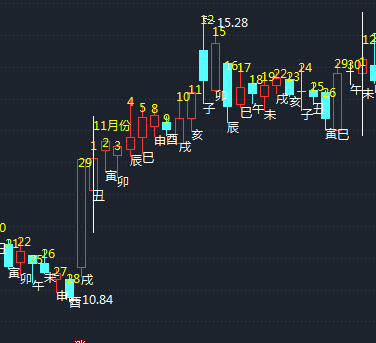 12
15.28
15
16
17
18
19
22
23
24
25
26
29
30
1
12
子
卯
辰
巳
午
未
戌
亥
子
丑
寅
巳
午
未
11月份
1
2
3
4
5
8
9
10
11
丑
寅
卯
辰
巳
申
酉
戌
亥
0
21
22
25
26
27
28
29
寅
卯
午
未
申
酉
戌
10.84